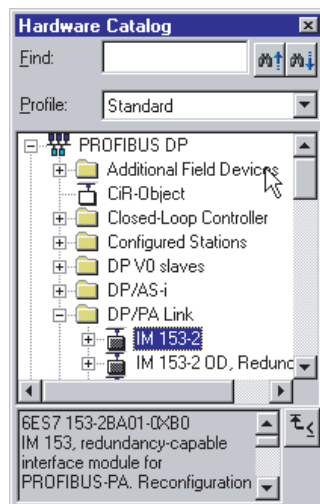 Hardware Catalog
Find:
Profile: Standard
PROFIBUS DP
Additional Field Devices
CiR-Object
Closed-Loop Controller
Configured Stations
DP V0 slaves
DP/AS-i
DP/PA Link
IM 153-2
IM 153-2 OD, Redund
6ES7 153-2BA01-0XB0
IM 153, redundancy-capable
interface module for
PROFIBUS-PA. Reconfiguration